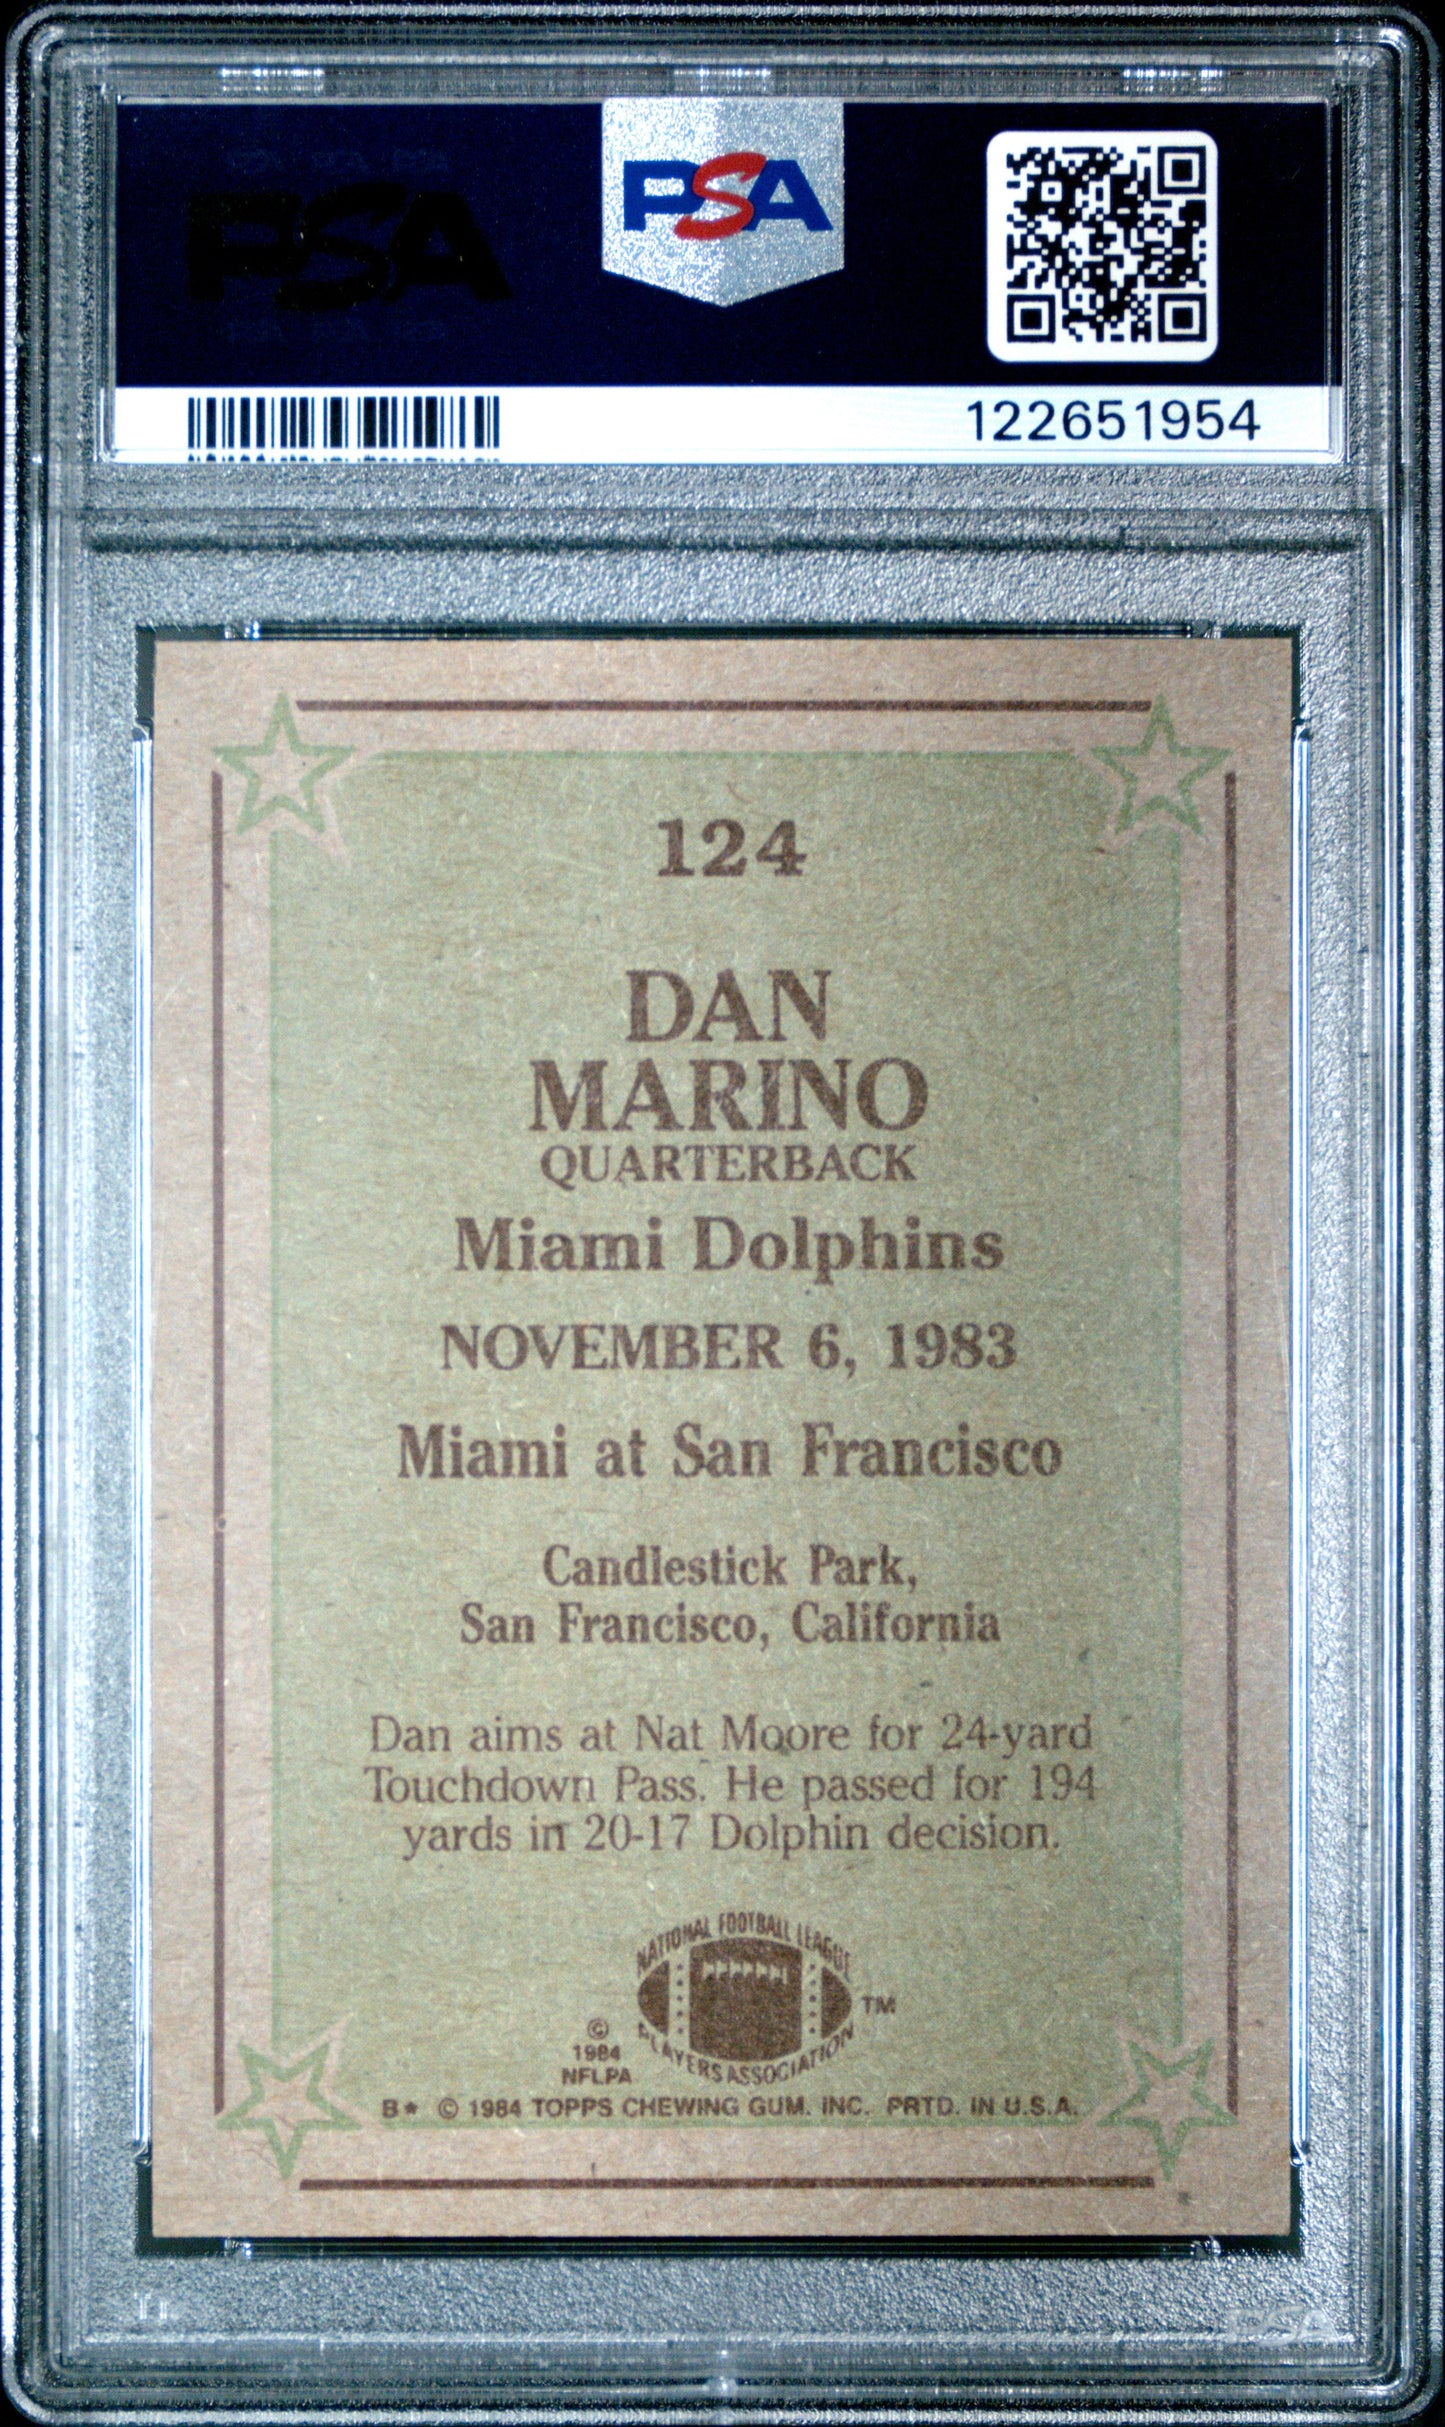 PSA
PSA
122651954
124
DAN
MARINO
QUARTERBACK
Miami Dolphins
NOVEMBER 6, 1983
Miami at San Francisco
Candlestick Park,
San Francisco, California
Dan aims at Nat Moore for 24-yard
Touchdown Pass. He passed for 194
yards in 20-17 Dolphin decision.
NATIONAL FOOTBALL LEAGUE
PLAYERS ASSOCIATION
TM
©
1984
NFLPA
B* © 1984 TOPPS CHEWING GUM. INC. PRTD. IN U.S.A.
PSA